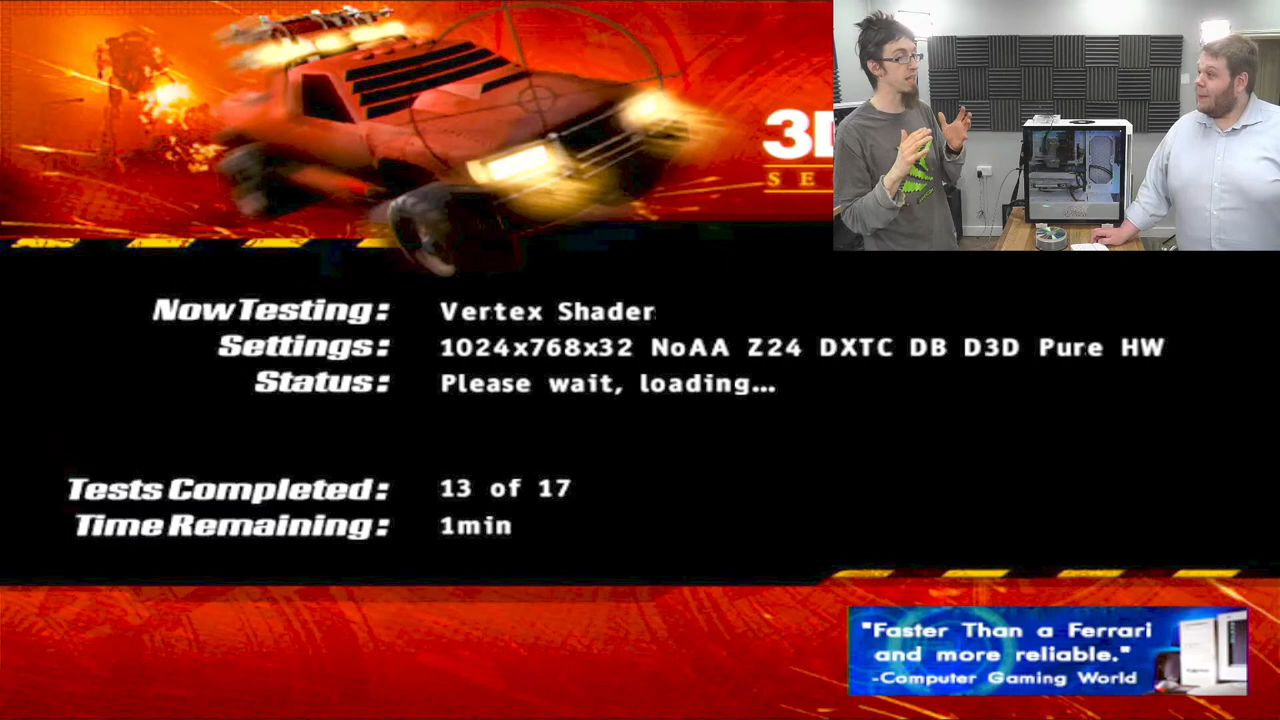 3D
SE
Now Testing: Vertex Shader
Settings: 1024x768x32 NoAA Z24 DXTC DB D3D Pure HW
Status: Please wait, loading...
Tests Completed: 13 of 17
Time Remaining: 1min
"Faster Than a Ferrari
and more reliable."
-Computer Gaming World